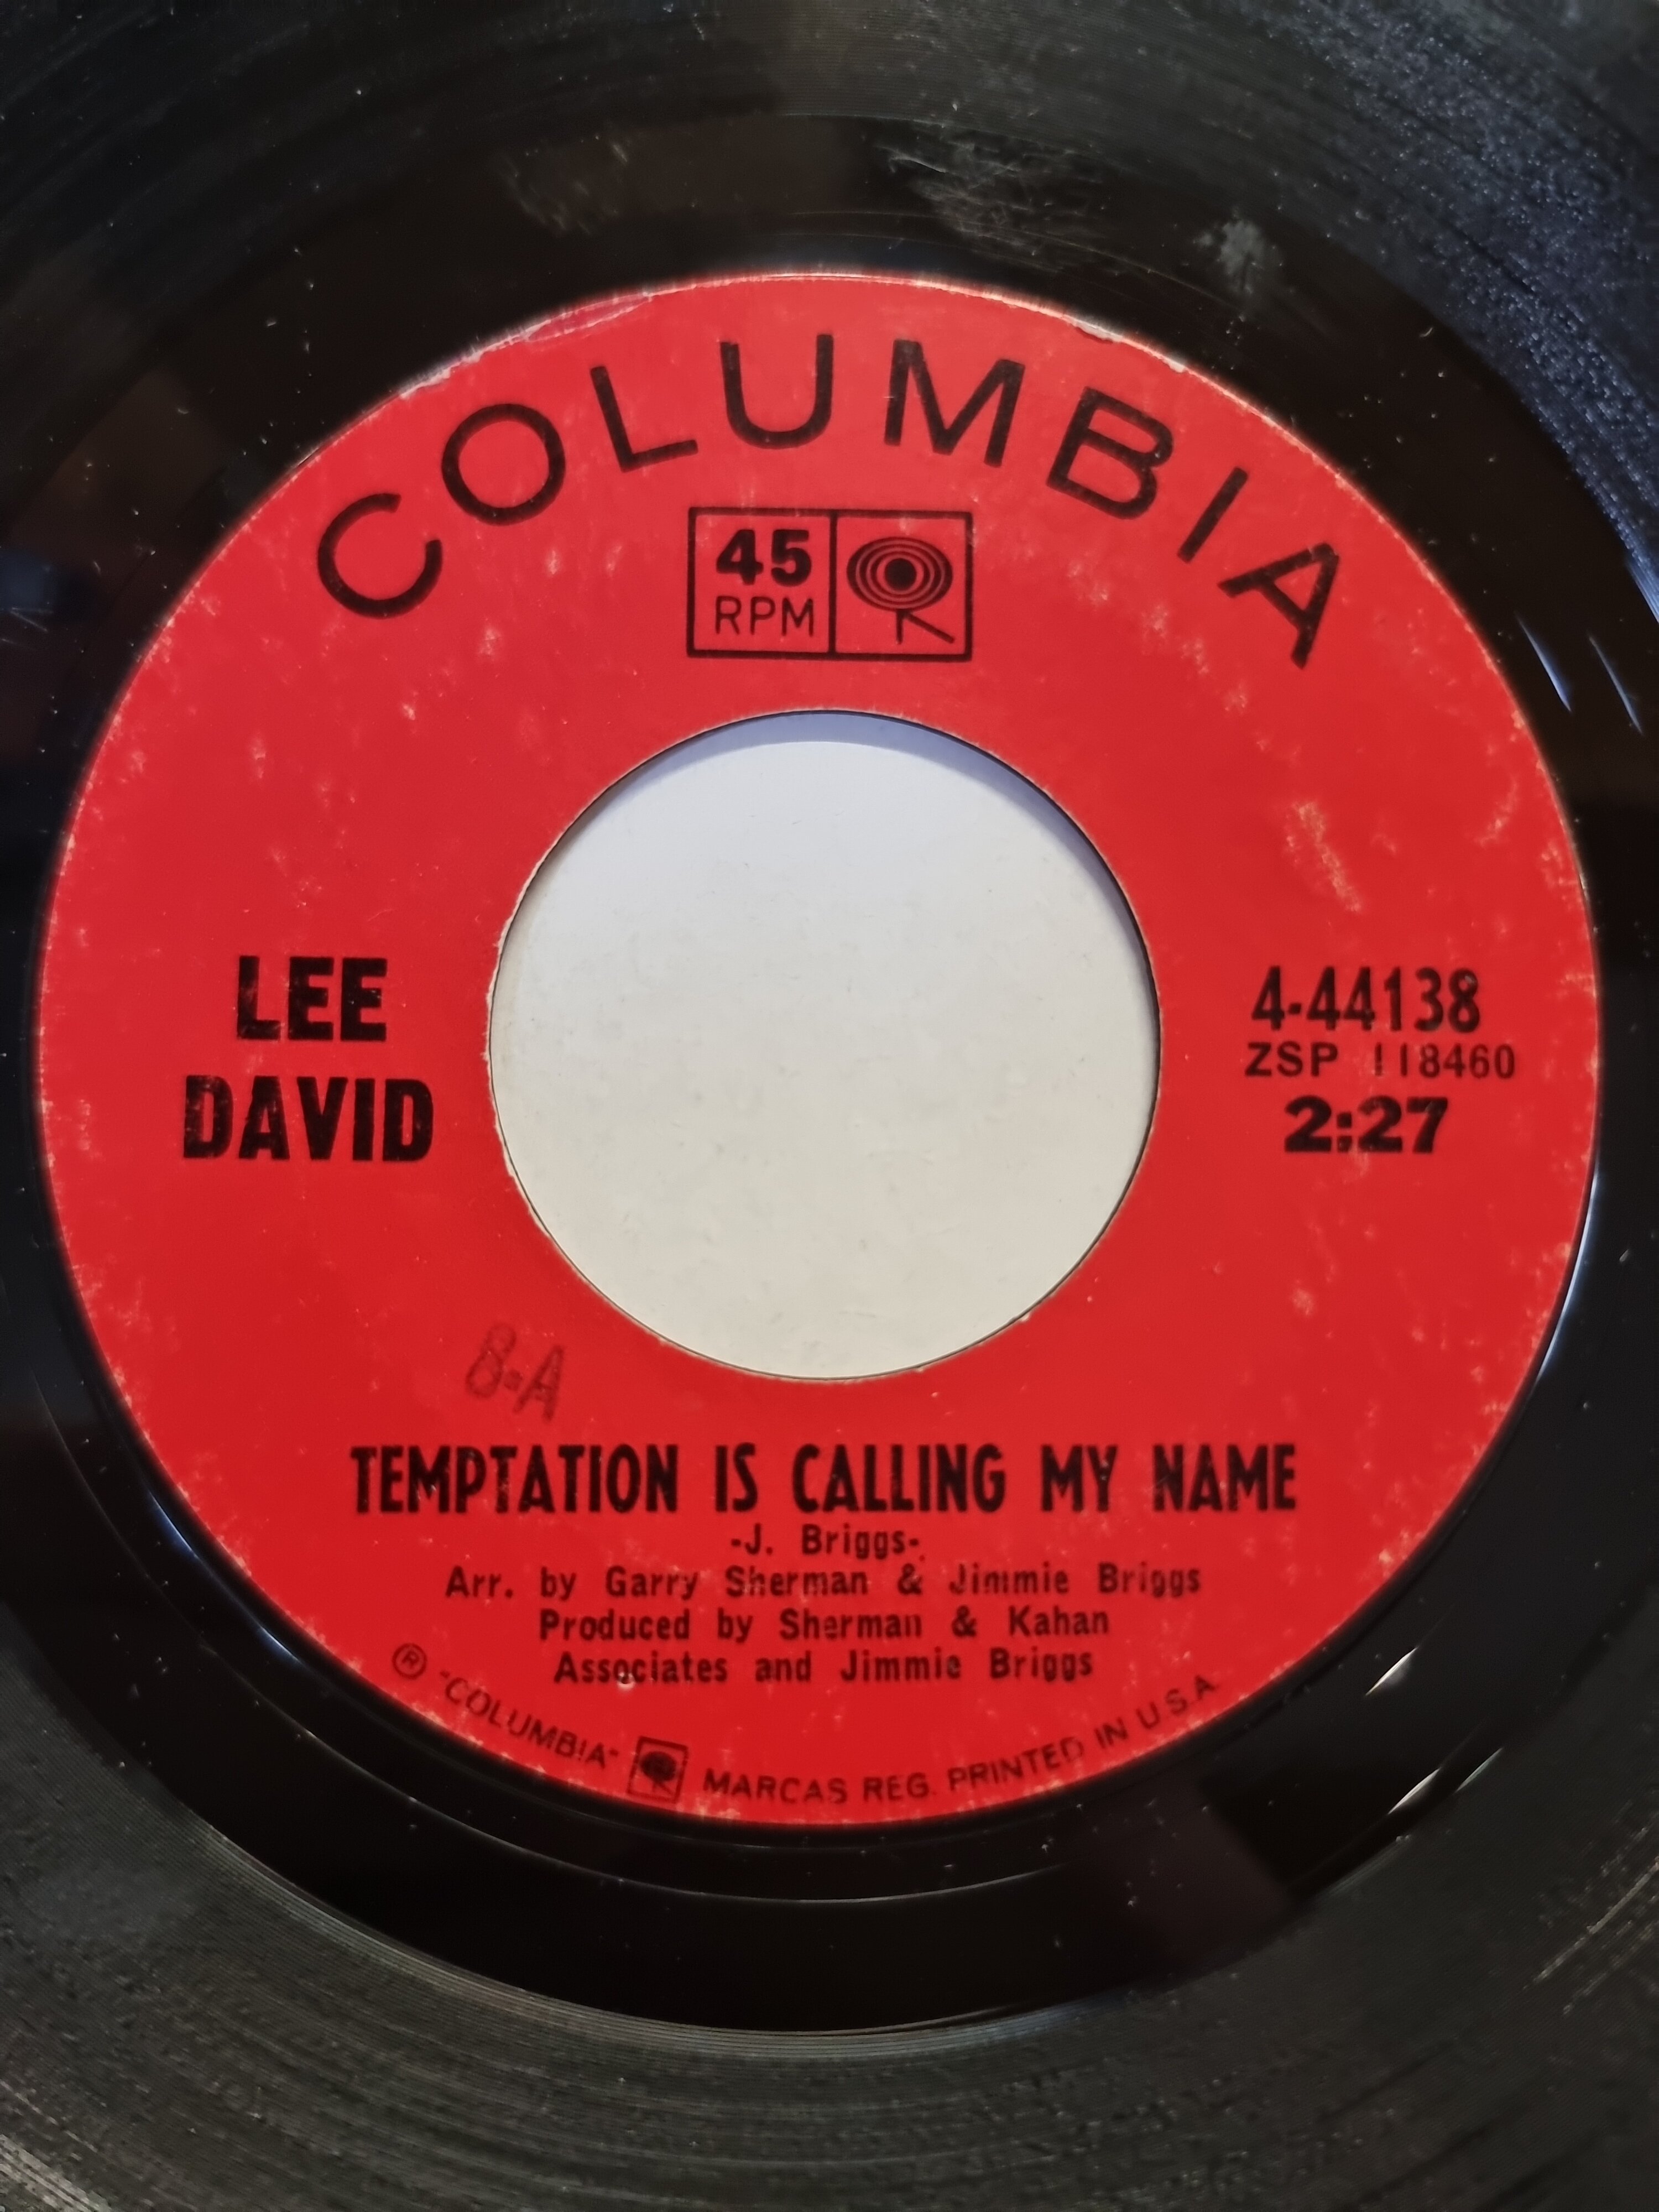 COLUMBIA
45
RPM
LEE
DAVID
4-44138
ZSP 118460
2:27
8-A
TEMPTATION IS CALLING MY NAME
-J. Briggs-
Arr. by Garry Sherman & Jimmie Briggs
Produced by Sherman & Kahan
Associates and Jimmie Briggs
® "COLUMBIA" MARCAS REG. PRINTED IN U.S.A.